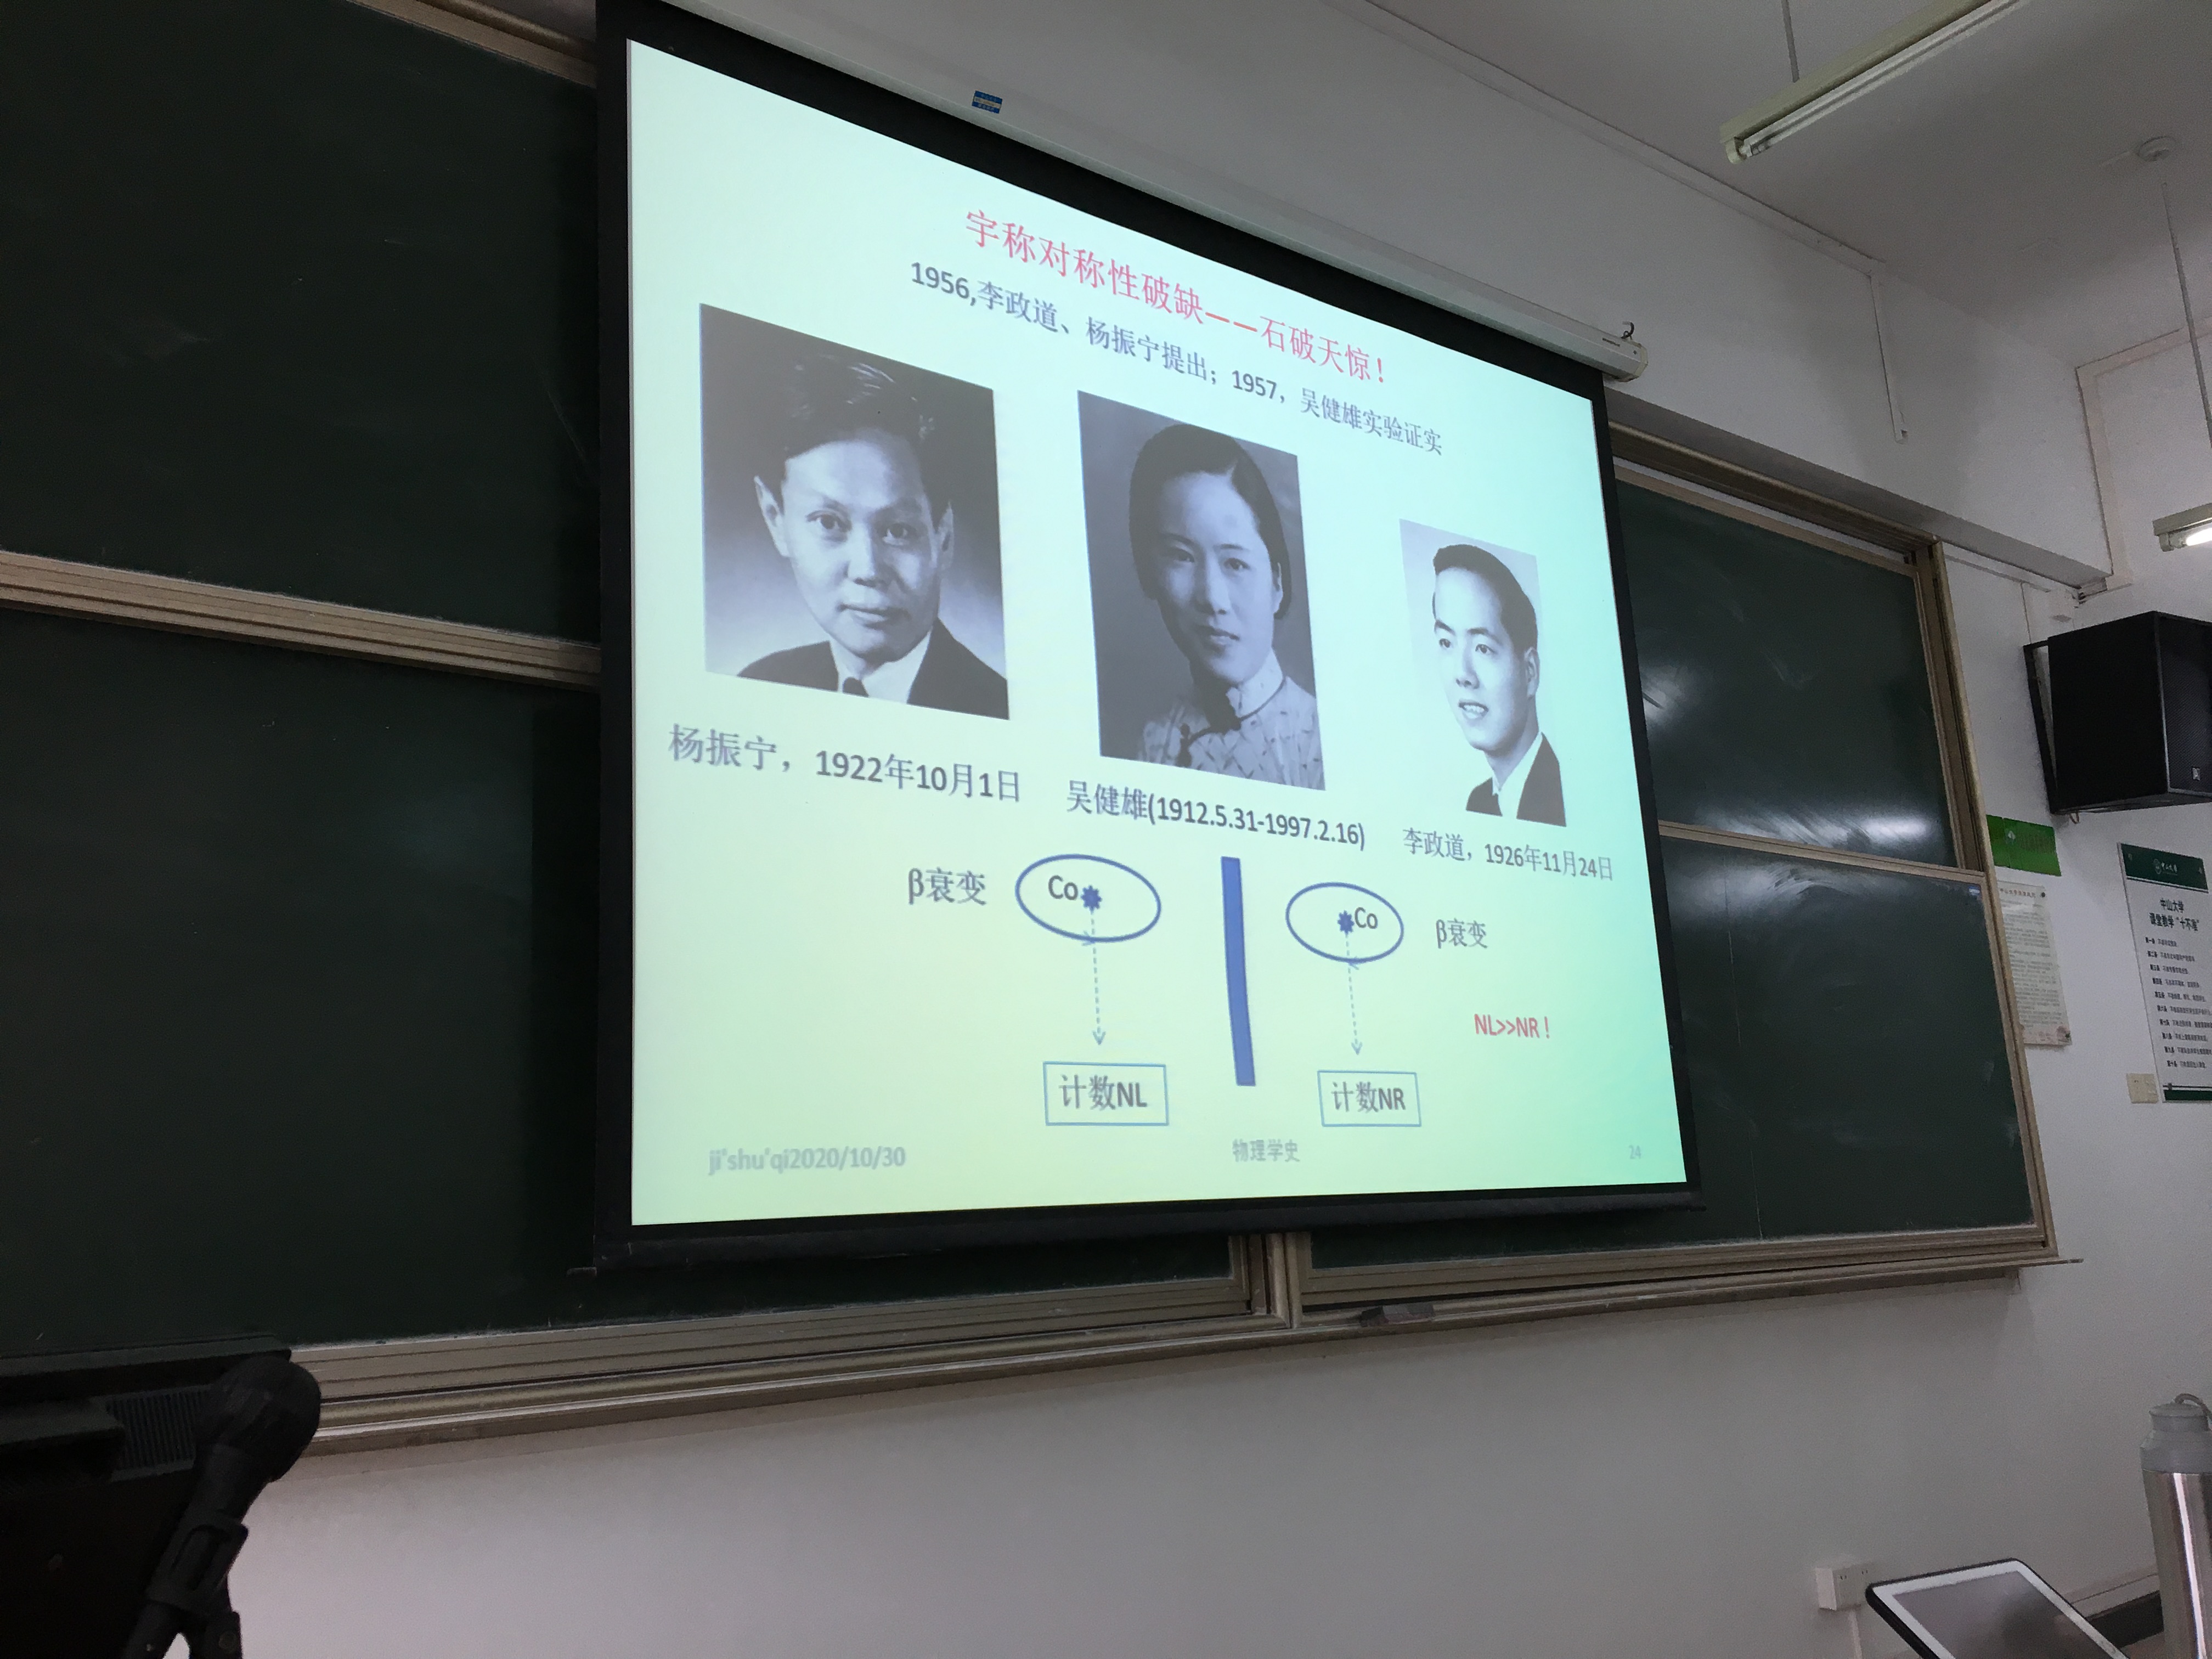 宇称对称性破缺——石破天惊！
1956,李政道、杨振宁提出；1957，吴健雄实验证实
杨振宁，1922年10月1日
吴健雄(1912.5.31-1997.2.16)
李政道，1926年11月24日
β衰变
Co
Co
β衰变
NL>>NR！
计数NL
计数NR
ji'shu'qi2020/10/30
物理学史
24
中山大学
课堂教学“十不准”